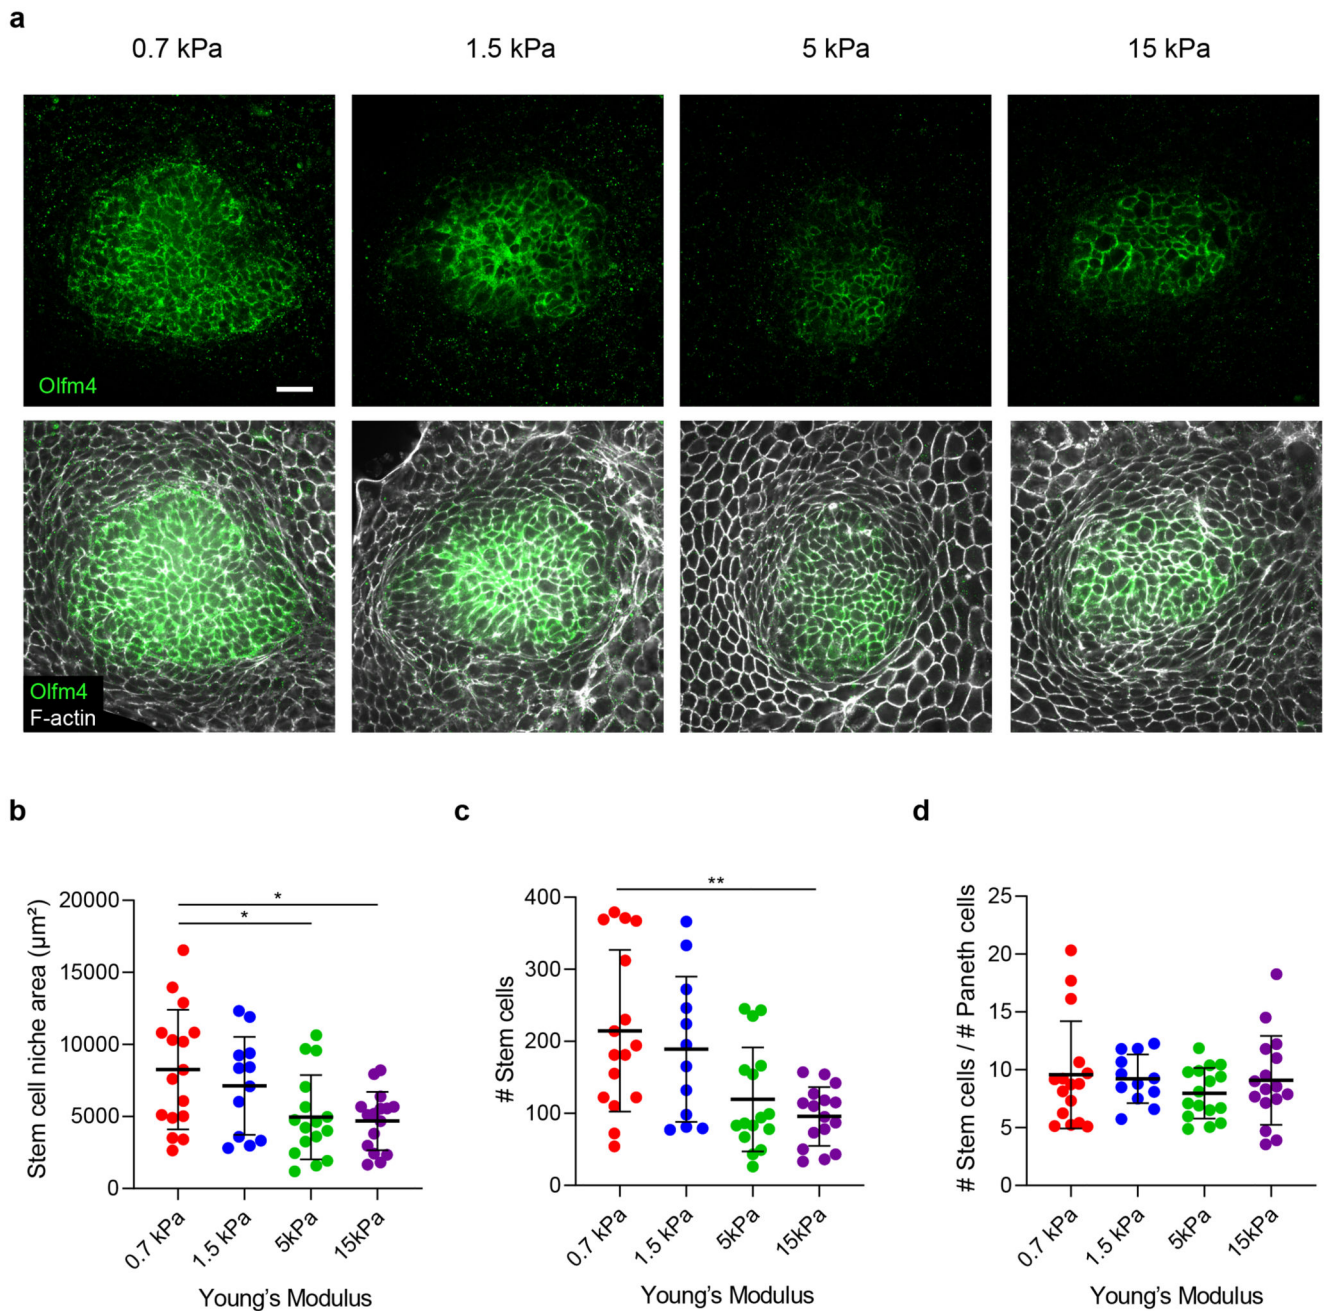 a
0.7 kPa
1.5 kPa
5 kPa
15 kPa
Olfm4
Olfm4
F-actin
b
Stem cell niche area (µm²)
20000
15000
10000
5000
0
*
*
0.7 kPa
1.5 kPa
5kPa
15kPa
Young's Modulus
c
# Stem cells
400
300
200
100
0
**
0.7 kPa
1.5 kPa
5kPa
15kPa
Young's Modulus
d
# Stem cells / # Paneth cells
25
20
15
10
5
0
0.7 kPa
1.5 kPa
5kPa
15kPa
Young's Modulus